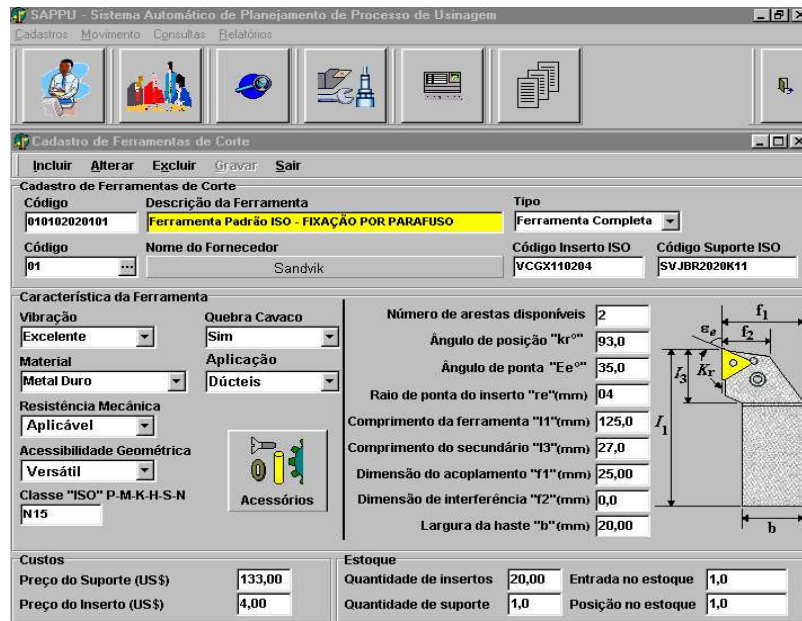 SAPPU - Sistema Automático de Planejamento de Processo de Usinagem
Cadastros Movimento Consultas Relatórios
Cadastro de Ferramentas de Corte
Incluir Alterar Excluir Gravar Sair
Cadastro de Ferramentas de Corte
Código Descrição da Ferramenta Tipo
010102020101 Ferramenta Padrão ISO - FIXAÇÃO POR PARAFUSO Ferramenta Completa
Código Nome do Fornecedor Código Inserto ISO Código Suporte ISO
01 ... Sandvik VCGX110204 SVJBR2020K11
Característica da Ferramenta
Vibração Quebra Cavaco
Excelente Sim
Material Aplicação
Metal Duro Dúcteis
Resistência Mecânica
Aplicável
Acessibilidade Geométrica
Versátil
Classe "ISO" P-M-K-H-S-N
N15
Acessórios
Número de arestas disponíveis 2
Ângulo de posição "krº" 93,0
Ângulo de ponta "Eeº" 35,0
Raio de ponta do inserto "re"(mm) 04
Comprimento da ferramenta "l1"(mm) 125,0
Comprimento do secundário "l3"(mm) 27,0
Dimensão do acoplamento "f1"(mm) 25,00
Dimensão de interferência "f2"(mm) 0,0
Largura da haste "b"(mm) 20,00
f1
εe f2
l3 Kr
l1
b
Custos
Preço do Suporte (US$) 133,00
Preço do Inserto (US$) 4,00
Estoque
Quantidade de insertos 20,00 Entrada no estoque 1,0
Quantidade de suporte 1,0 Posição no estoque 1,0